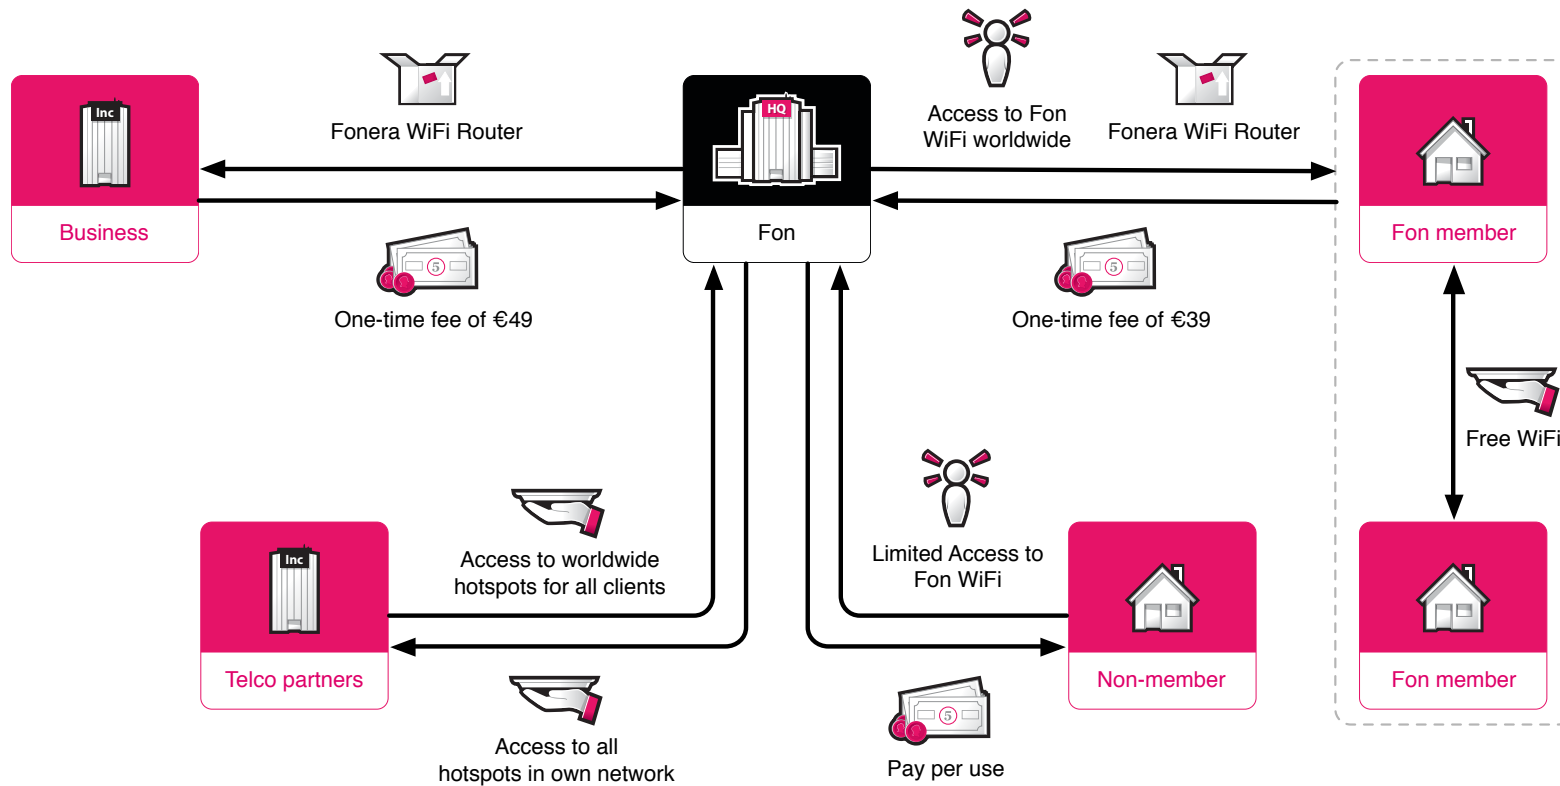 Access to Fon
WiFi worldwide
Fonera WiFi Router
Fonera WiFi Router
Inc
Business
HQ
Fon
Fon member
5
One-time fee of €49
5
One-time fee of €39
Free WiFi
Access to worldwide
hotspots for all clients
Limited Access to
Fon WiFi
Inc
Telco partners
Non-member
Fon member
Access to all
hotspots in own network
5
Pay per use